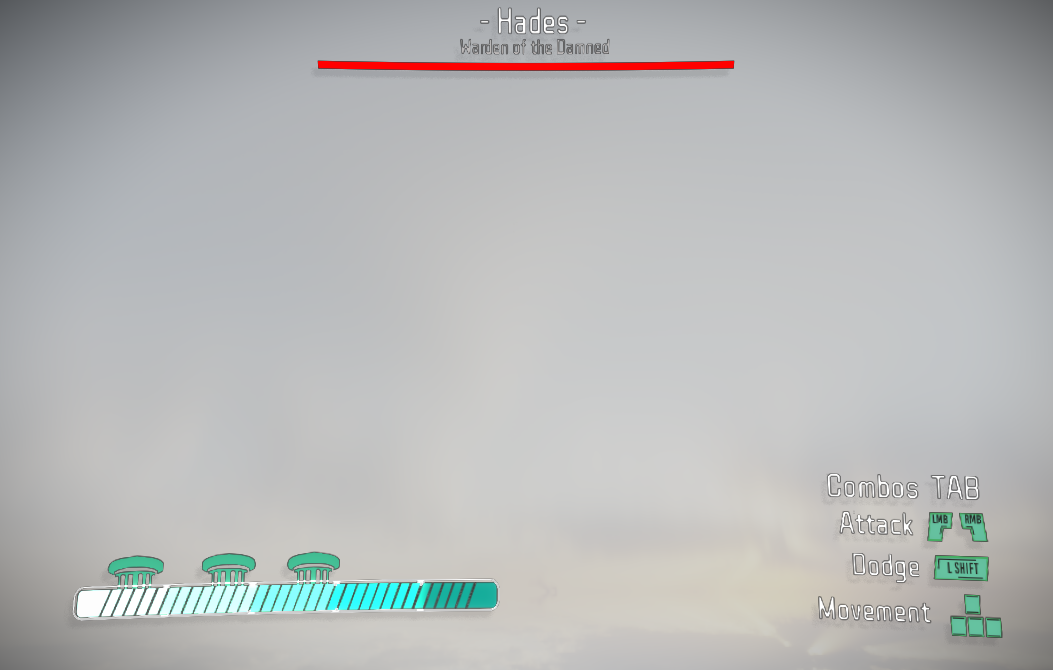 - Hades -
Warden of the Damned
Combos TAB
Attack LMB RMB
Dodge L SHIFT
Movement